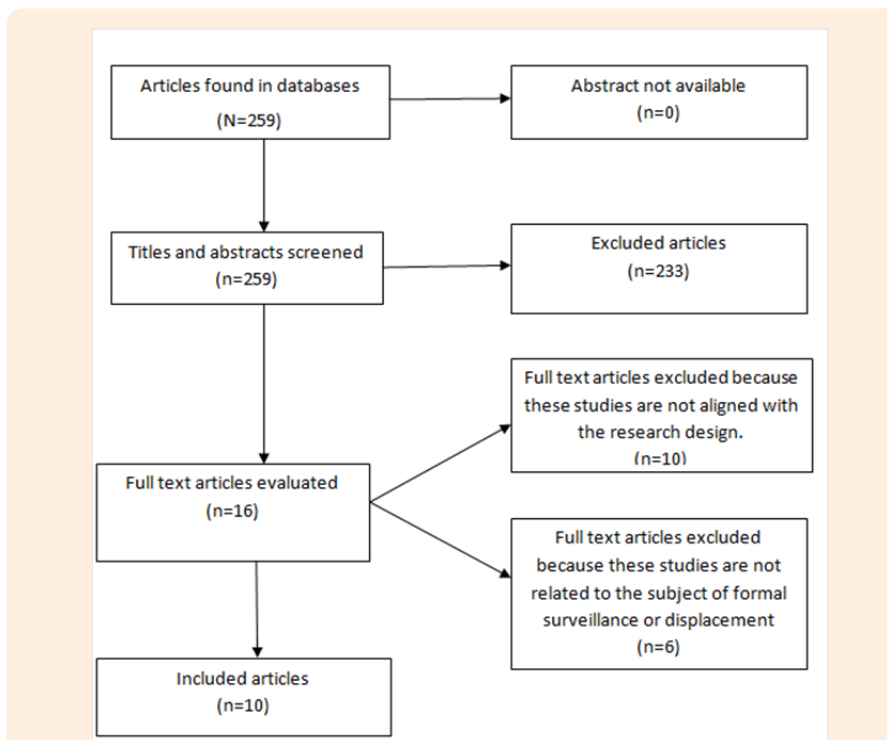 Articles found in databases
(N=259)
Abstract not available
(n=0)
Titles and abstracts screened
(n=259)
Excluded articles
(n=233)
Full text articles excluded because
these studies are not aligned with
the research design.
(n=10)
Full text articles evaluated
(n=16)
Full text articles excluded
because these studies are not
related to the subject of formal
surveillance or displacement
(n=6)
Included articles
(n=10)